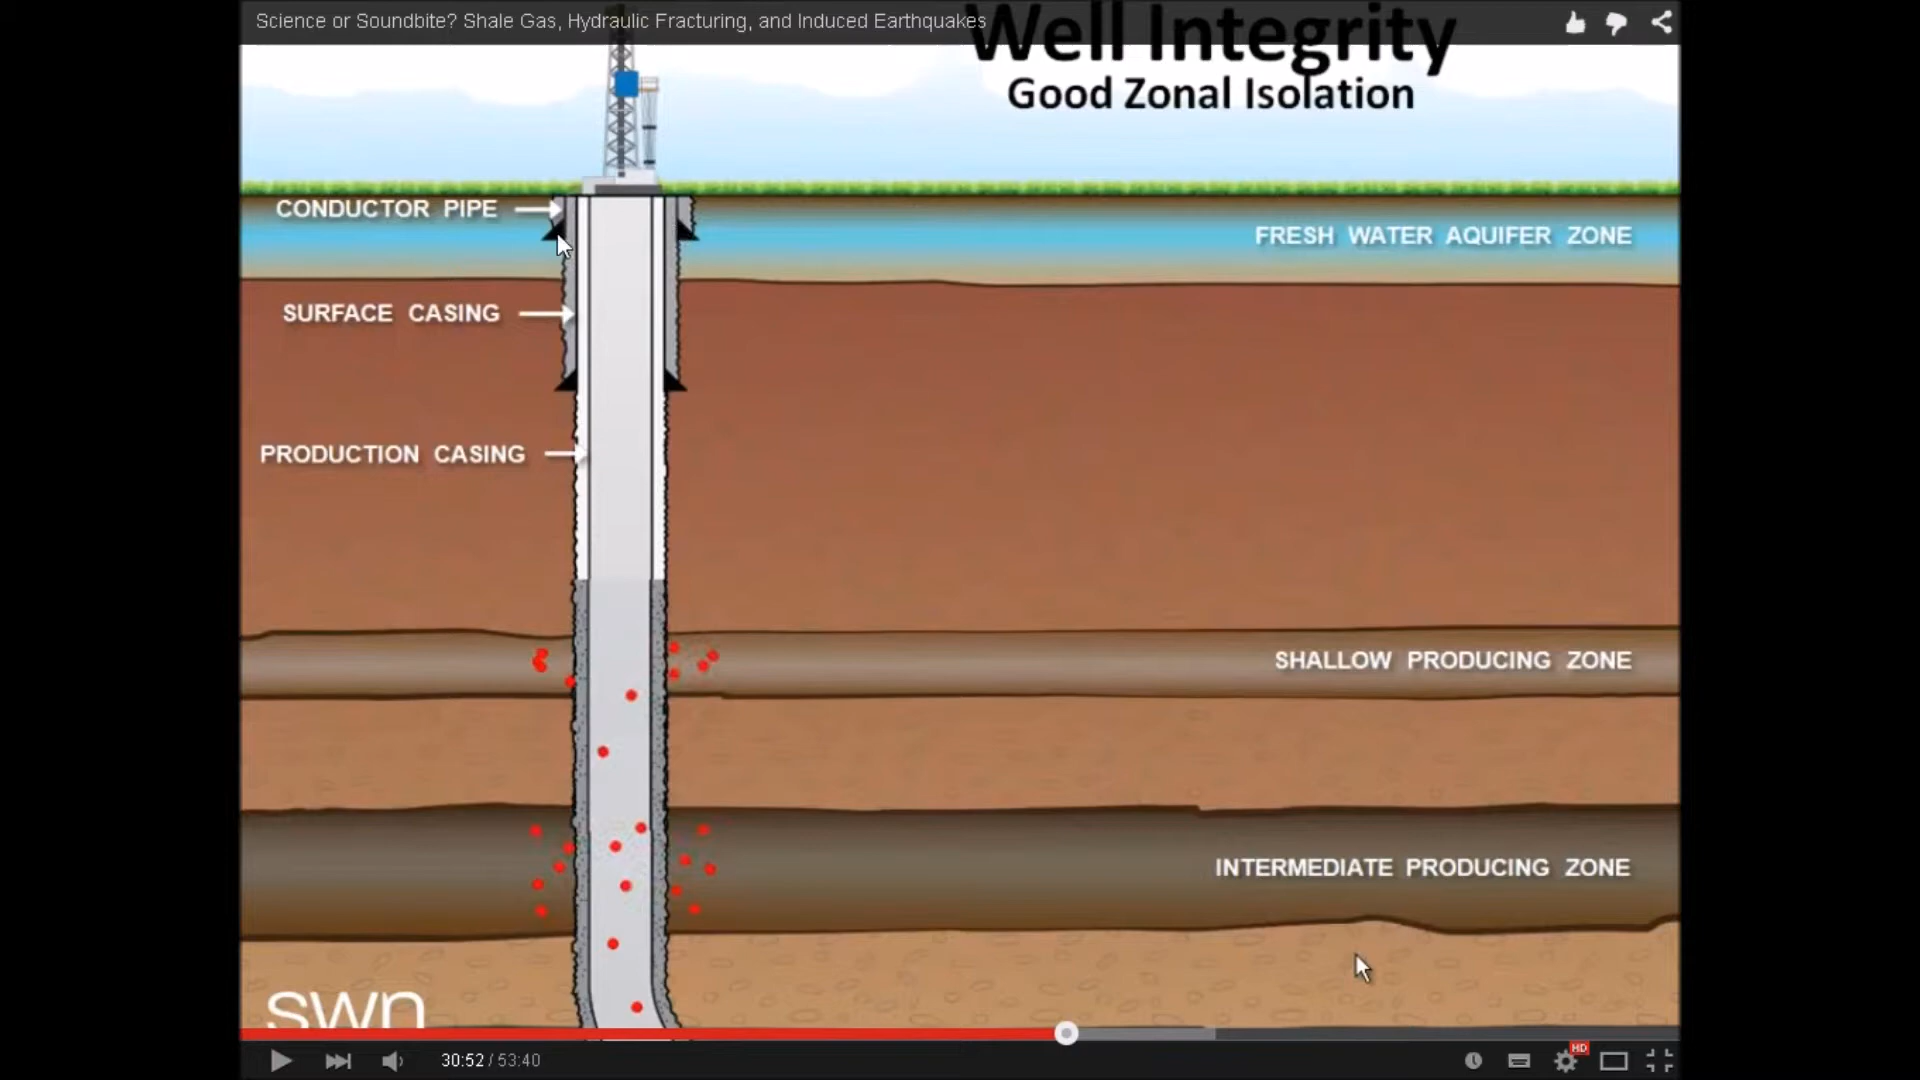 Science or Soundbite? Shale Gas, Hydraulic Fracturing, and Induced Earthquakes
Well Integrity
Good Zonal Isolation
CONDUCTOR PIPE
FRESH WATER AQUIFER ZONE
SURFACE CASING
PRODUCTION CASING
SHALLOW PRODUCING ZONE
INTERMEDIATE PRODUCING ZONE
swn
30:52 / 53:40
HD